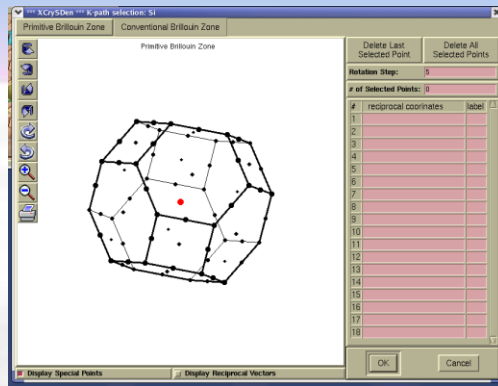 *** XCrySDen *** K-path selection: Si
Primitive Brillouin Zone
Conventional Brillouin Zone
Primitive Brillouin Zone
Delete Last
Selected Point
Delete All
Selected Points
Rotation Step:
5
# of Selected Points:
0
#
reciprocal coorinates
label
1
2
3
4
5
6
7
8
9
10
11
12
13
14
15
16
17
18
OK
Cancel
Display Special Points
Display Reciprocal Vectors